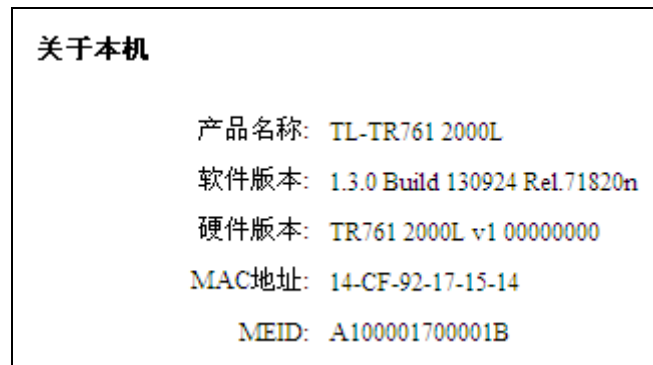 关于本机
产品名称: TL-TR761 2000L
软件版本: 1.3.0 Build 130924 Rel.71820n
硬件版本: TR761 2000L v1 00000000
MAC地址: 14-CF-92-17-15-14
MEID: A100001700001B